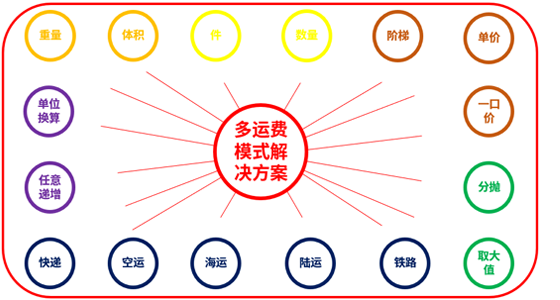 重量
体积
件
数量
阶梯
单价
单位
换算
多运费
模式解
决方案
一口
价
任意
递增
分抛
快递
空运
海运
陆运
铁路
取大
值